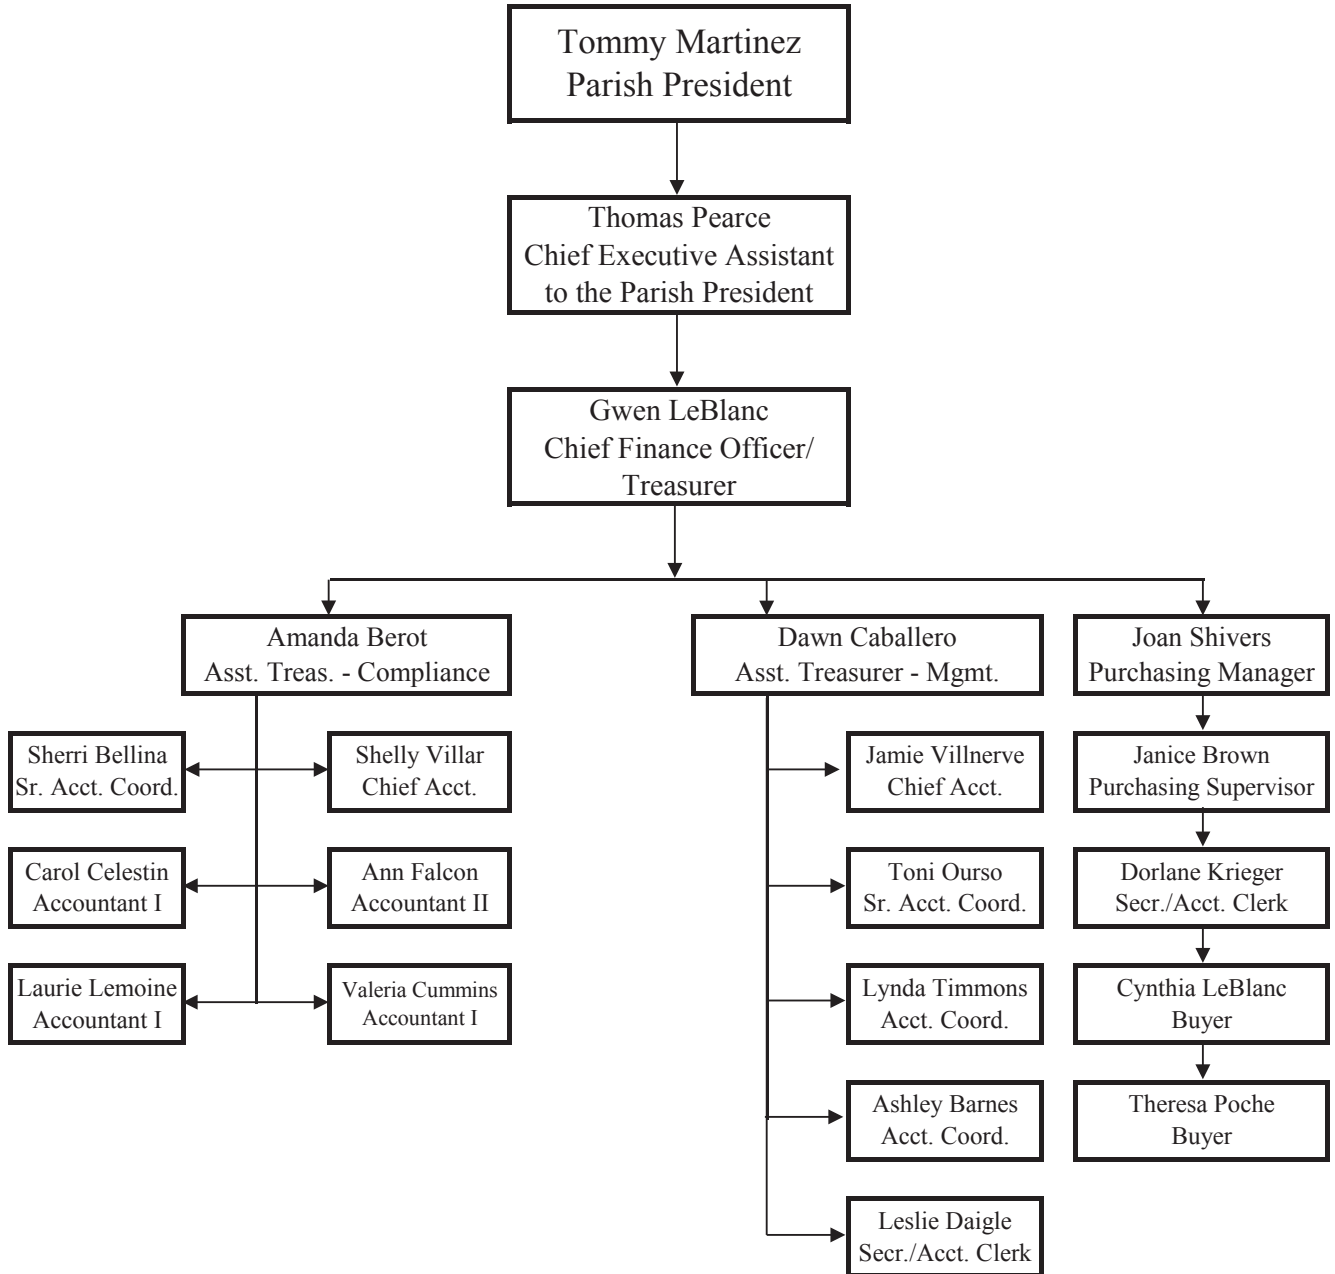 Tommy Martinez
Parish President
Thomas Pearce
Chief Executive Assistant
to the Parish President
Gwen LeBlanc
Chief Finance Officer/
Treasurer
Amanda Berot
Asst. Treas. - Compliance
Dawn Caballero
Asst. Treasurer - Mgmt.
Joan Shivers
Purchasing Manager
Sherri Bellina
Sr. Acct. Coord.
Shelly Villar
Chief Acct.
Jamie Villnerve
Chief Acct.
Janice Brown
Purchasing Supervisor
Carol Celestin
Accountant I
Ann Falcon
Accountant II
Toni Ourso
Sr. Acct. Coord.
Dorlane Krieger
Secr./Acct. Clerk
Laurie Lemoine
Accountant I
Valeria Cummins
Accountant I
Lynda Timmons
Acct. Coord.
Cynthia LeBlanc
Buyer
Ashley Barnes
Acct. Coord.
Theresa Poche
Buyer
Leslie Daigle
Secr./Acct. Clerk